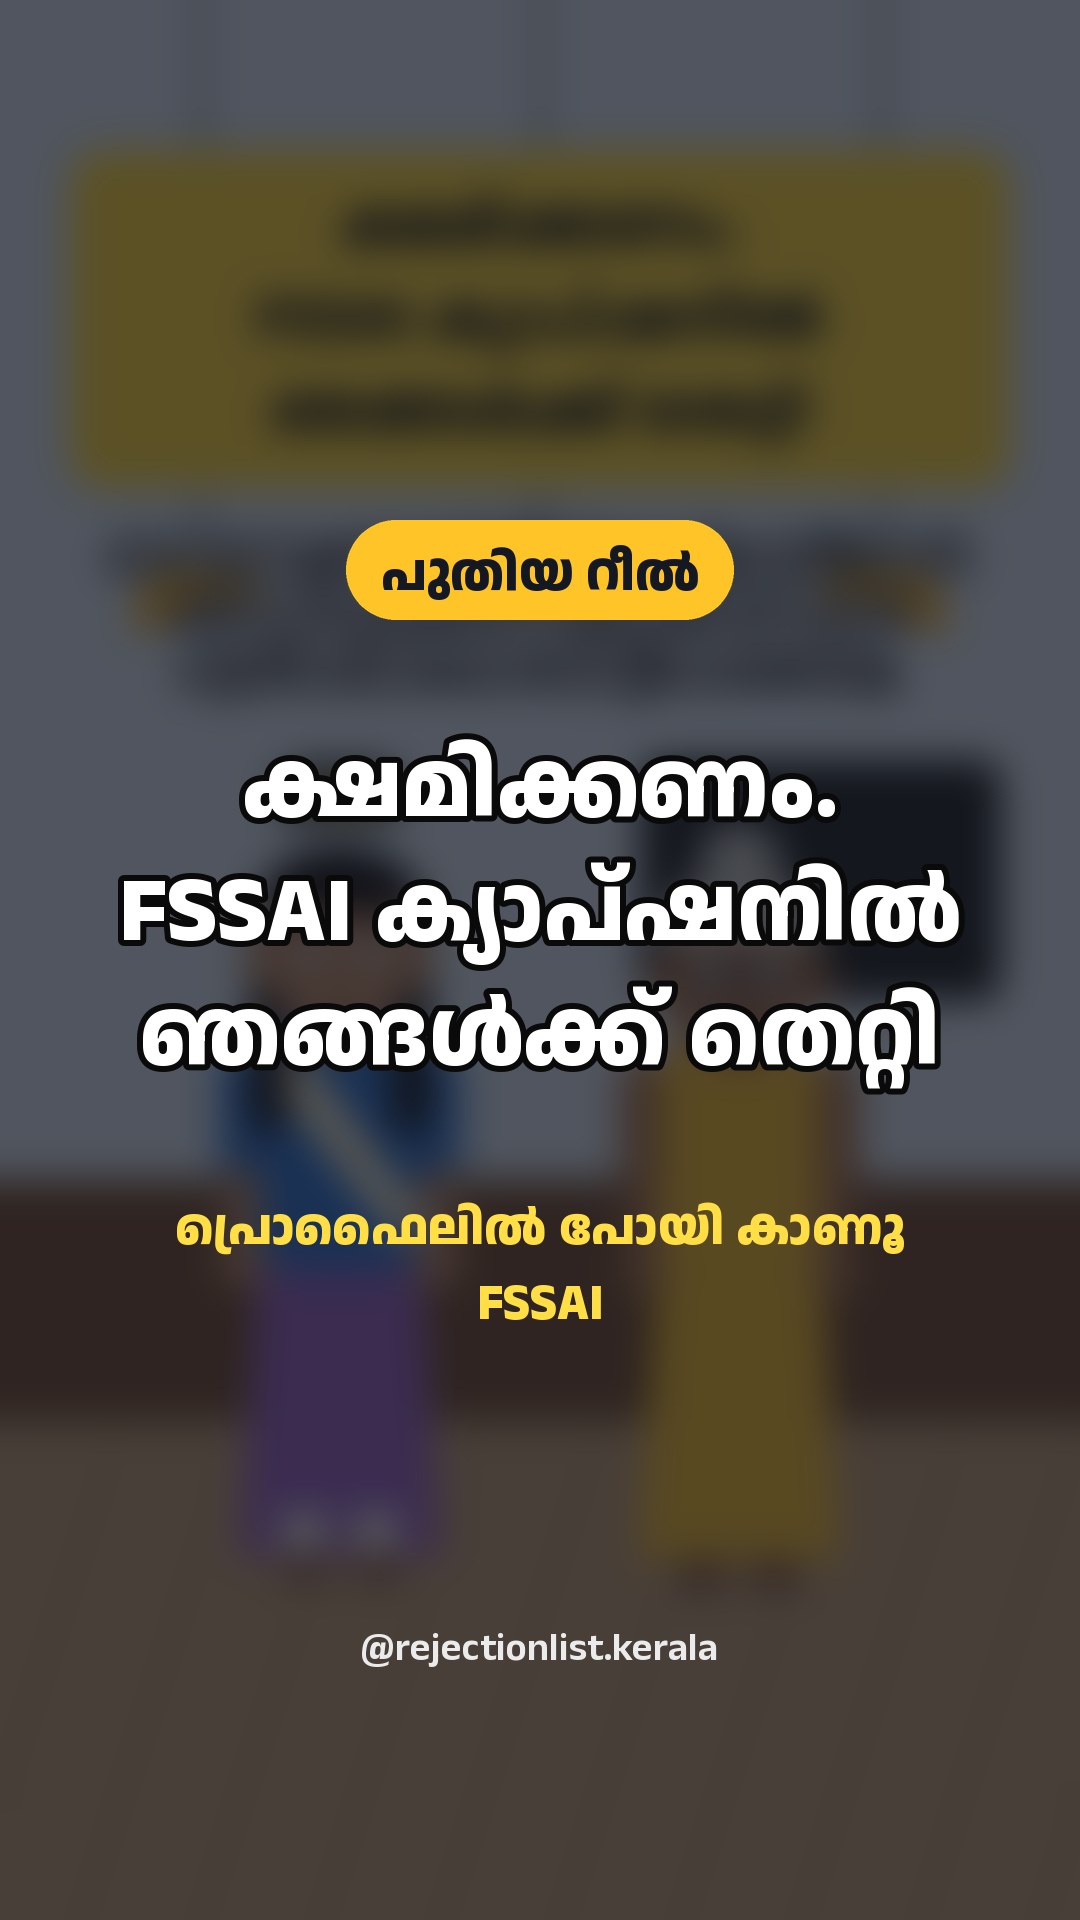 പുതിയ റീൽ
ക്ഷമിക്കണം.
FSSAI ക്യാപ്ഷനിൽ
ഞങ്ങൾക്ക് തെറ്റി
പ്രൊഫൈലിൽ പോയി കാണൂ
FSSAI
@rejectionlist.kerala